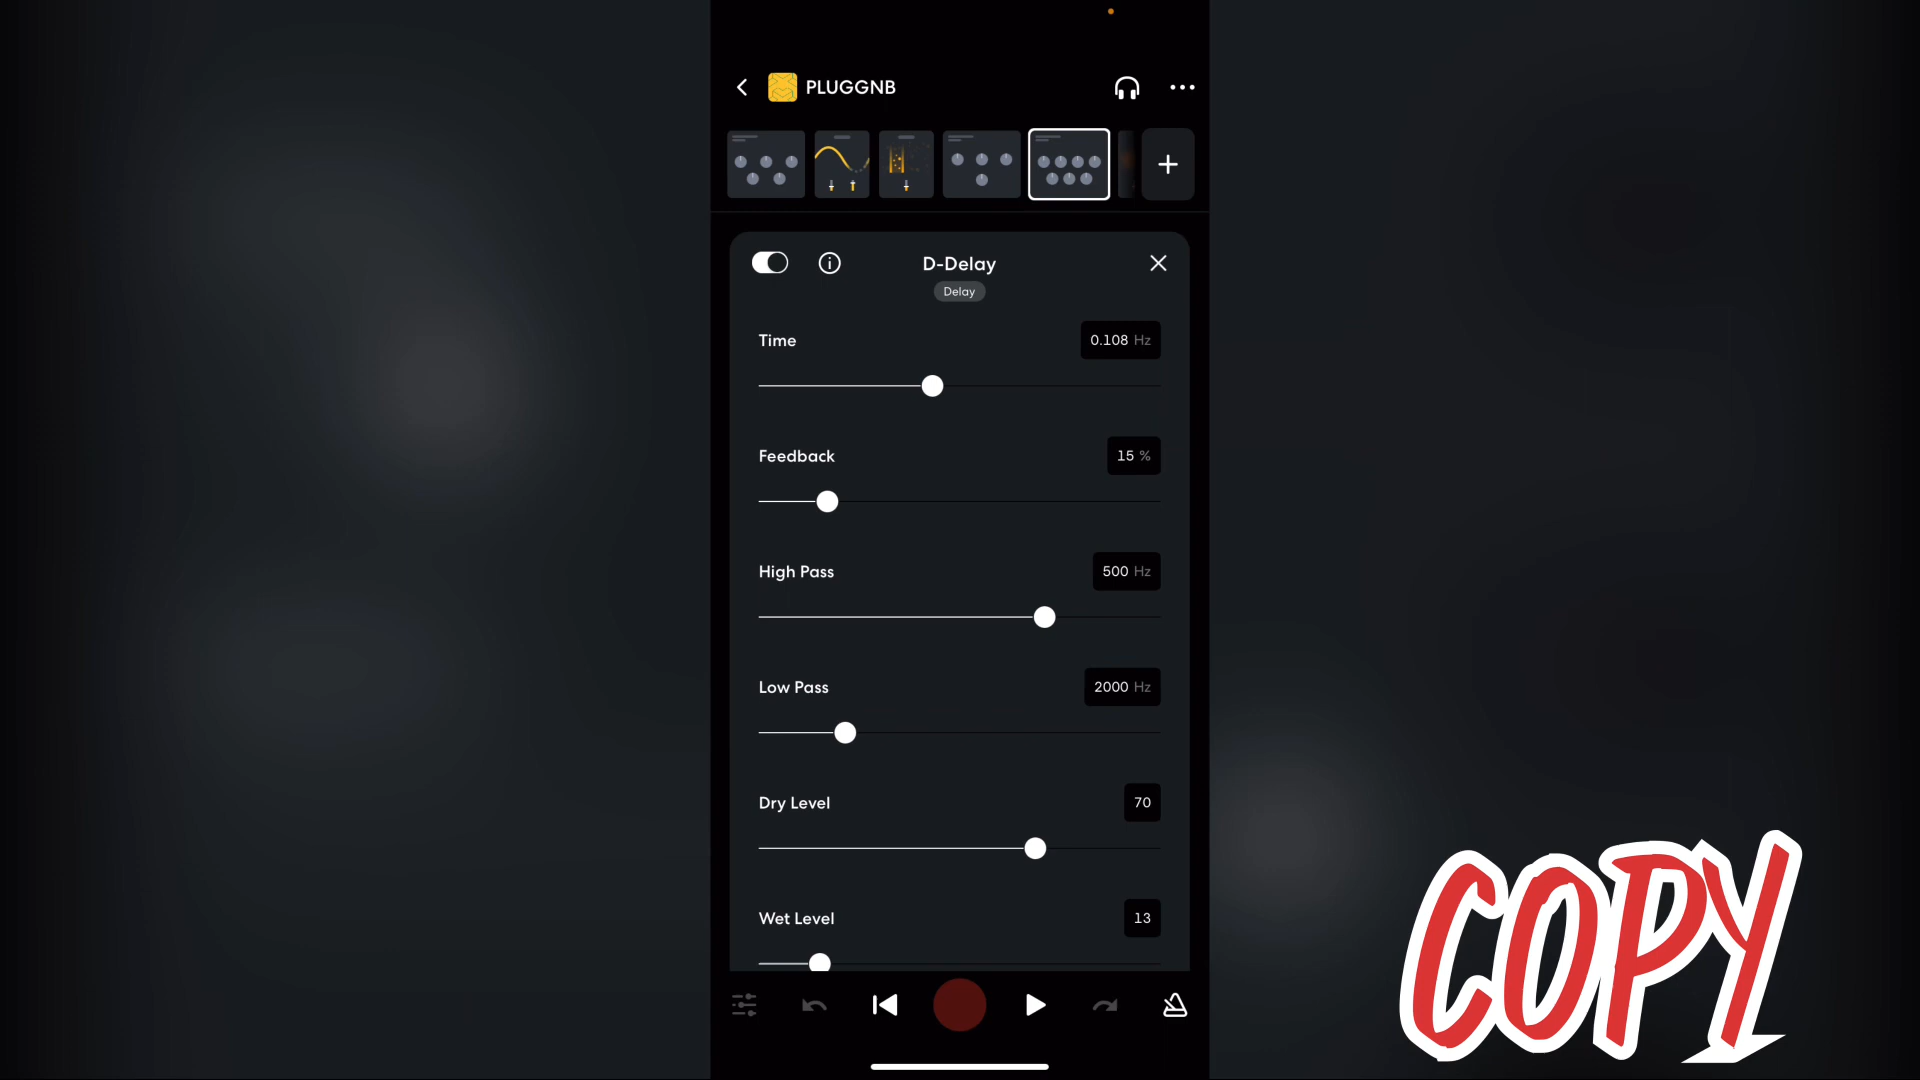 PLUGGNB
D-Delay
Delay
Time
0.108 Hz
Feedback
15 %
High Pass
500 Hz
Low Pass
2000 Hz
Dry Level
70
Wet Level
13
COPY